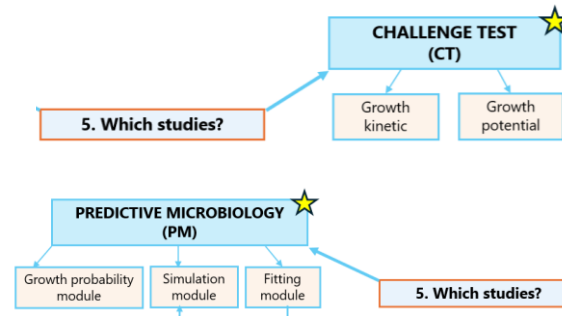 CHALLENGE TEST
(CT)
5. Which studies?
Growth
kinetic
Growth
potential
PREDICTIVE MICROBIOLOGY
(PM)
Growth probability
module
Simulation
module
Fitting
module
5. Which studies?